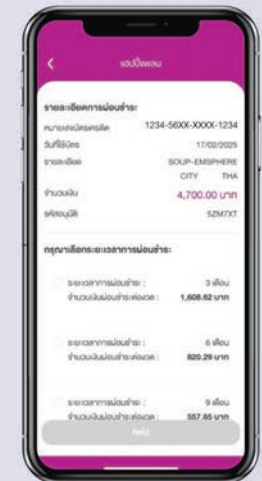 แฮปปี้แพลน
รายละเอียดการผ่อนชำระ
หมายเลขบัตรเครดิต 1234-56XX-XXXX-1234
วันที่ใช้บัตร 17/02/2025
รายละเอียด SOUP-EMSPHERE
CITY THA
จำนวนเงิน 4,700.00 บาท
รหัสอนุมัติ 5ZM7XT
กรุณาเลือกระยะเวลาการผ่อนชำระ:
ระยะเวลาการผ่อนชำระ : 3 เดือน
จำนวนเงินผ่อนชำระต่องวด : 1,608.62 บาท
ระยะเวลาการผ่อนชำระ : 6 เดือน
จำนวนเงินผ่อนชำระต่องวด : 820.29 บาท
ระยะเวลาการผ่อนชำระ : 9 เดือน
จำนวนเงินผ่อนชำระต่องวด : 557.85 บาท
ถัดไป